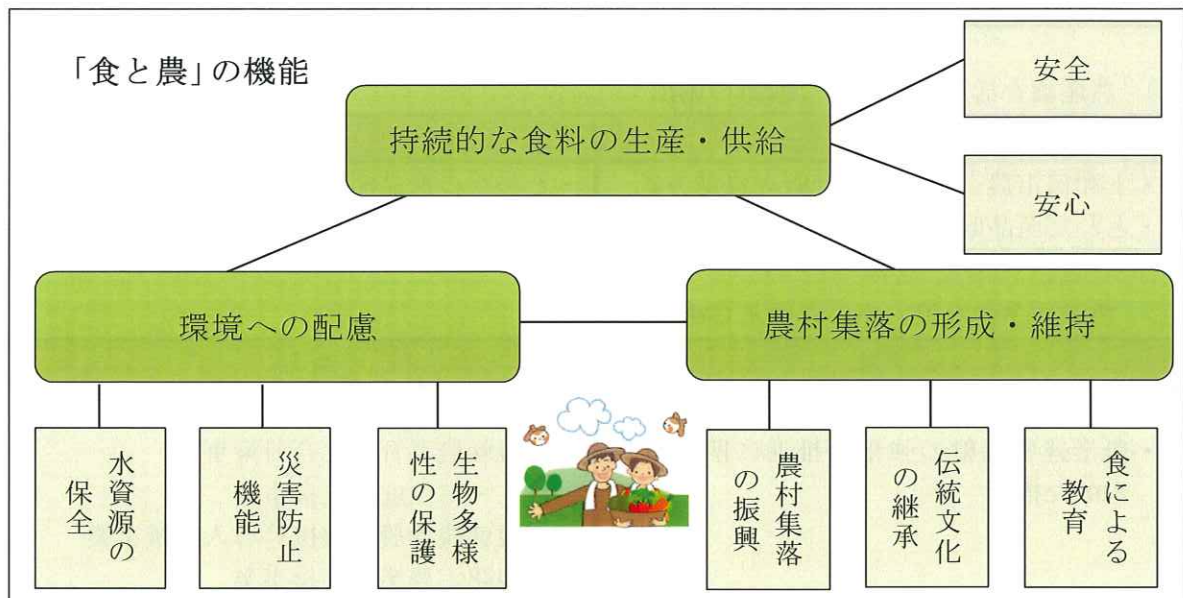 「食と農」の機能
安全
持続的な食料の生産・供給
安心
環境への配慮
農村集落の形成・維持
水資源の
保全
災害防止
機能
生物多様
性の保護
農村集落
の振興
伝統文化
の継承
食による
教育